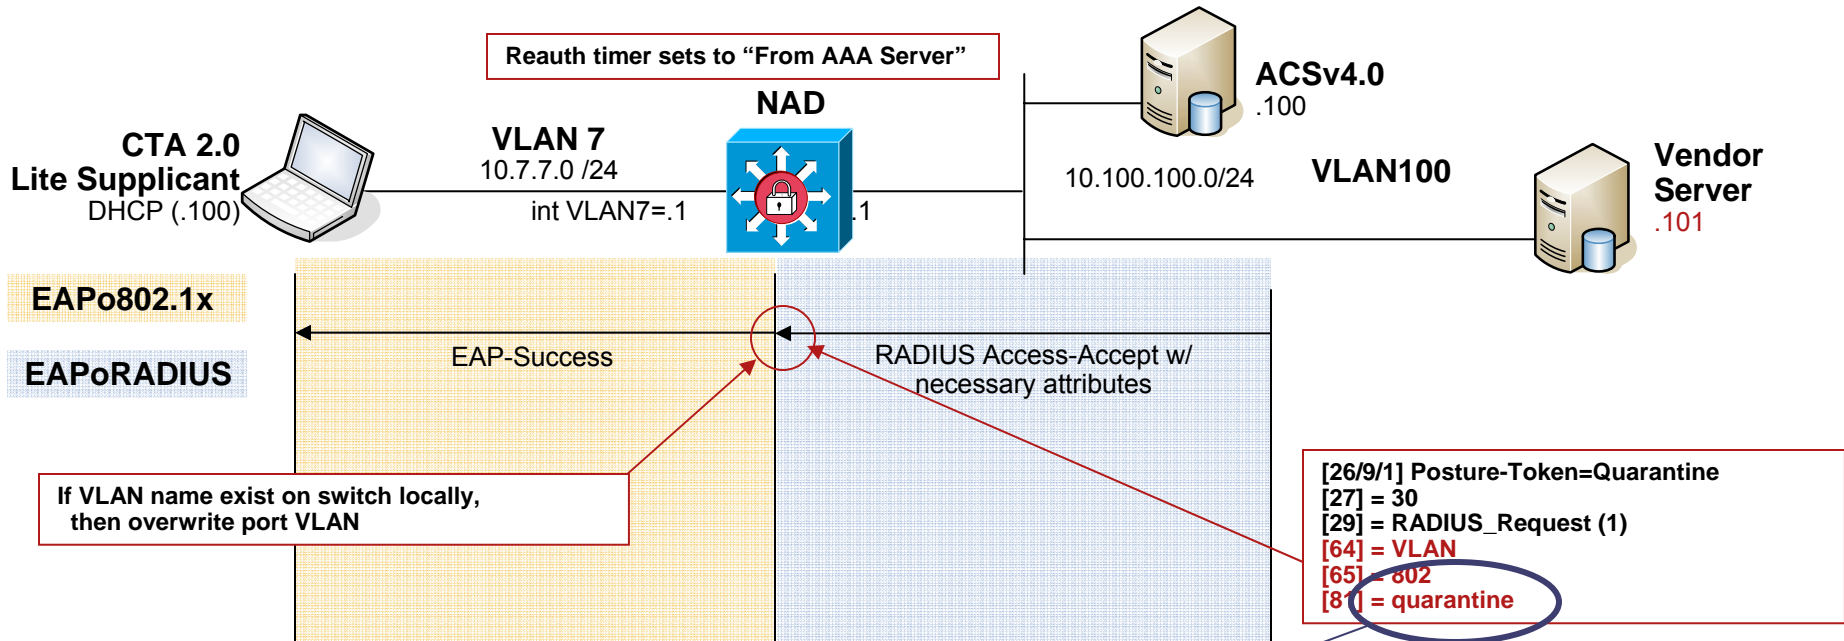 Reauth timer sets to “From AAA Server”
ACSv4.0
.100
NAD
CTA 2.0
Lite Supplicant
DHCP (.100)
VLAN 7
10.7.7.0 /24
int VLAN7=.1
.1
10.100.100.0/24
VLAN100
Vendor
Server
.101
EAPo802.1x
EAPoRADIUS
EAP-Success
RADIUS Access-Accept w/
necessary attributes
If VLAN name exist on switch locally,
then overwrite port VLAN
[26/9/1] Posture-Token=Quarantine
[27] = 30
[29] = RADIUS_Request (1)
[64] = VLAN
[65] = 802
[81] = quarantine